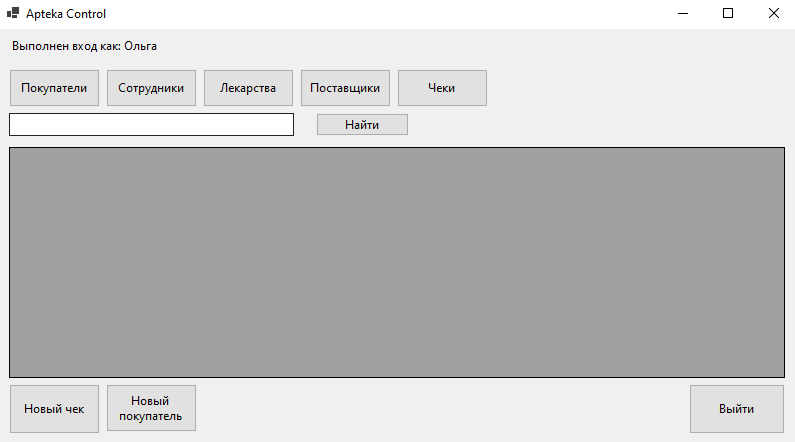 Apteka Control
Выполнен вход как: Ольга
Покупатели Сотрудники Лекарства Поставщики Чеки
Найти
Новый чек
Новый
покупатель
Выйти